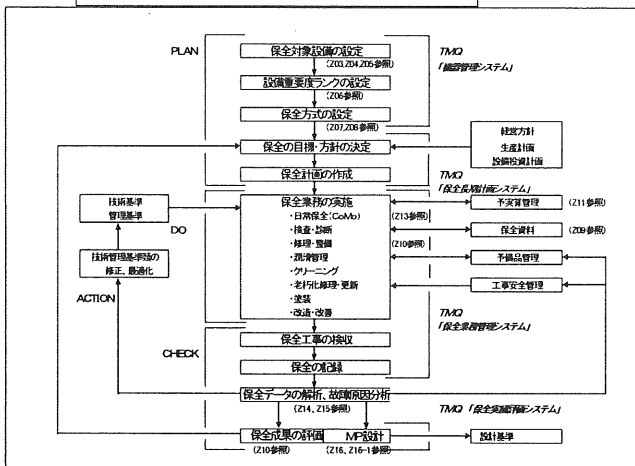 PLAN
保全対象設備の設定
(Z03,Z04,Z05参照)
設備重要度ランクの設定
(Z06参照)
保全方式の設定
(Z07,Z08参照)
保全の目標・方針の決定
保全計画の作成
TMQ
「機器管理システム」
経営方針
生産計画
設備投資計画
TMQ
「保全長期計画システム」
技術基準
管理基準
DO
技術管理基準類の
修正、最適化
ACTION
保全業務の実施
・日常保全(CoMo)
・検査・診断
・修理・整備
・潤滑管理
・クリーニング
・老朽化修理・更新
・塗装
・改造・改善
(Z13参照)
(Z10参照)
予実算管理
(Z11参照)
保全資料
(Z09参照)
予備品管理
工事安全管理
TMQ
「保全業務管理システム」
CHECK
保全工事の検収
保全の記録
保全データの解析、故障原因分析
(Z14、Z15参照)
TMQ「保全実績評価システム」
保全成果の評価
MP設計
設計基準
(Z10参照)
(Z16、Z16-1参照)